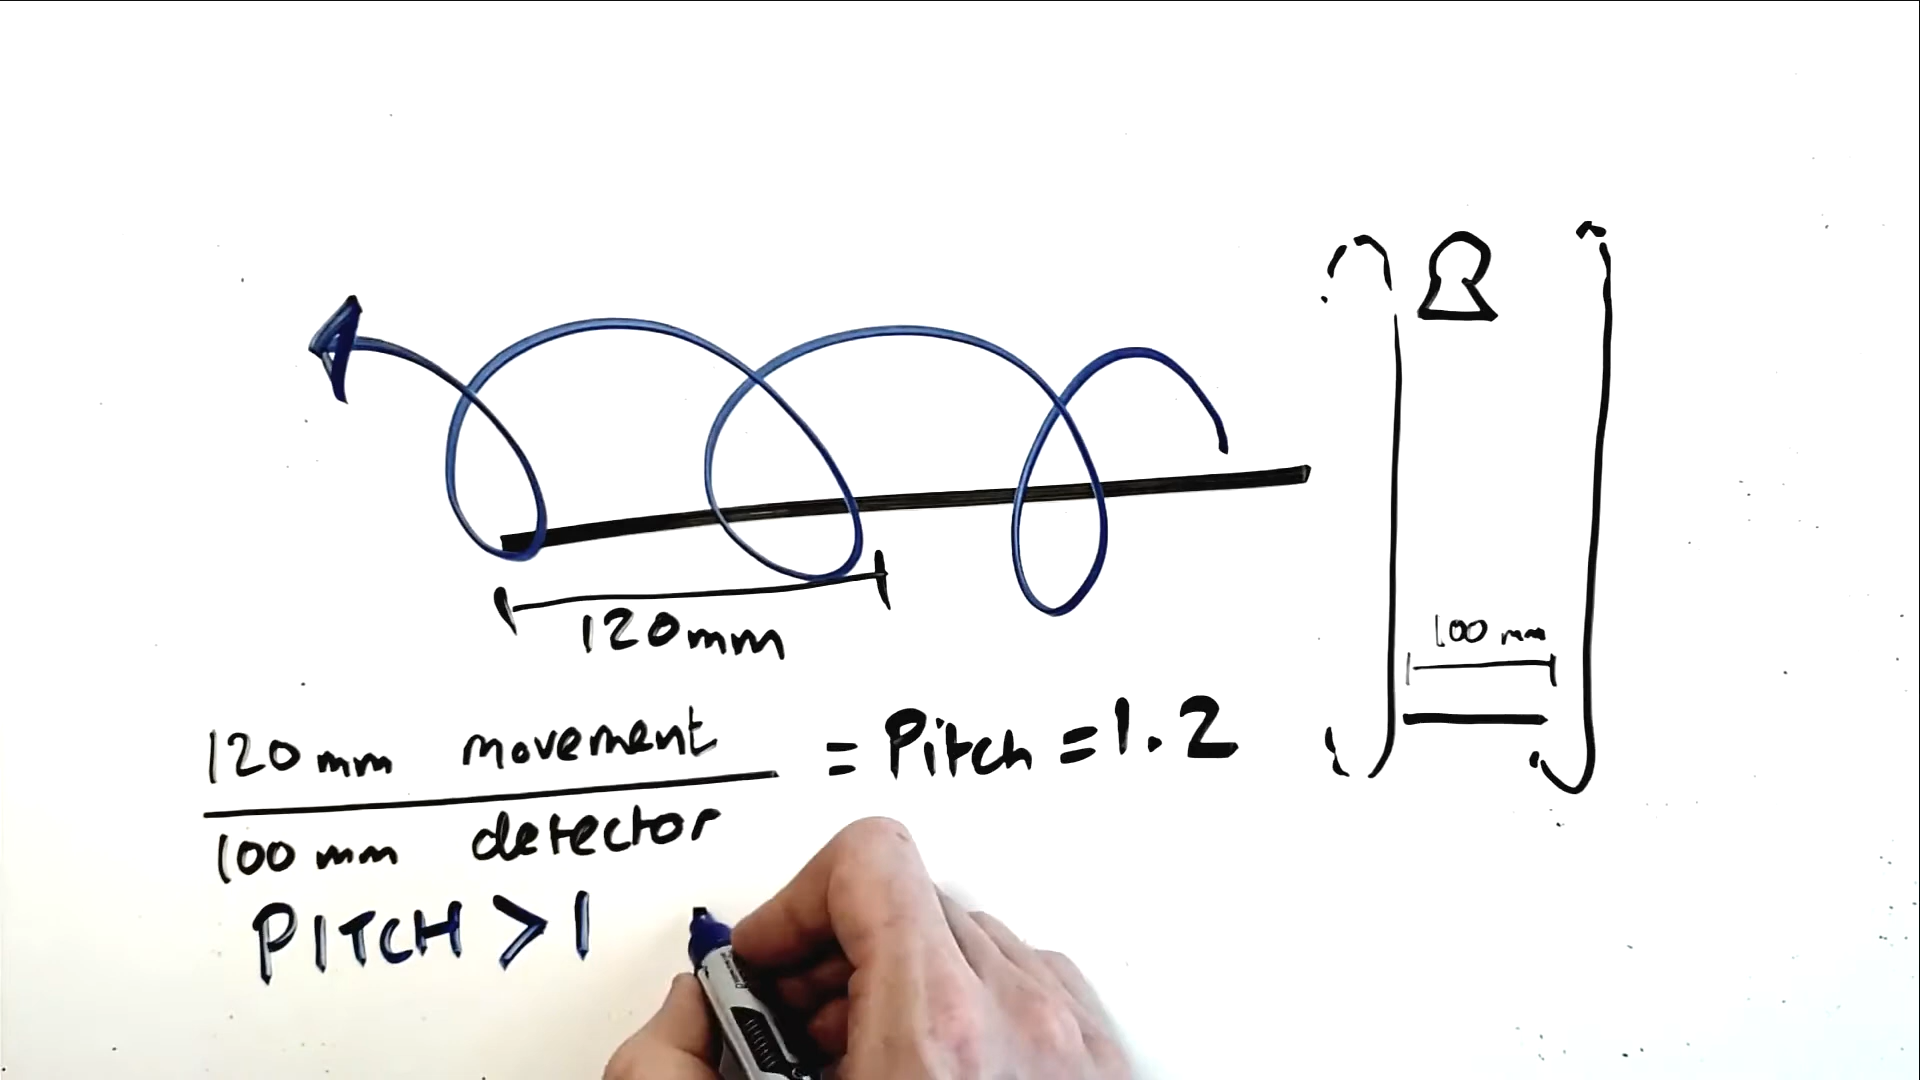 120mm
100 mm
120 mm movement
= Pitch = 1.2
100 mm detector
PITCH > 1